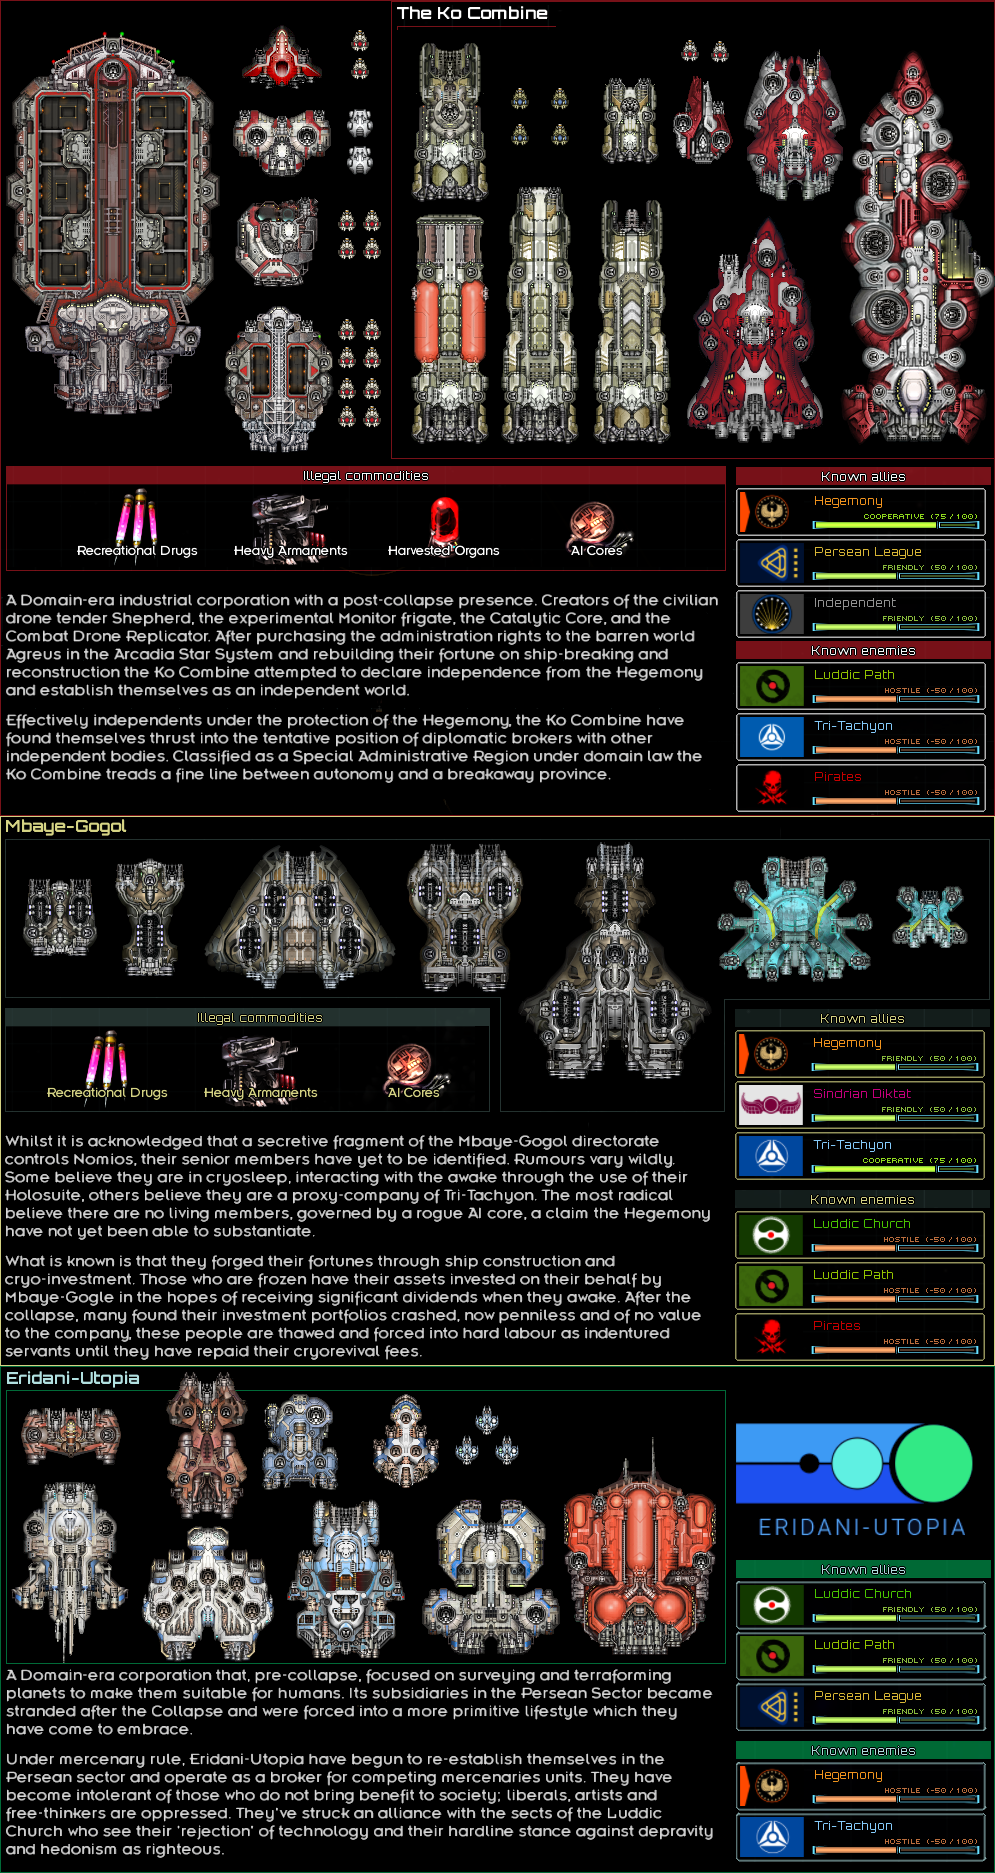 The Ko Combine
Illegal commodities
Recreational Drugs
Heavy Armaments
Harvested Organs
AI Cores
Known allies
Hegemony
COOPERATIVE (75 / 100)
Persean League
FRIENDLY (50 / 100)
Independent
FRIENDLY (50 / 100)
Known enemies
Luddic Path
HOSTILE (-50 / 100)
Tri-Tachyon
HOSTILE (-50 / 100)
Pirates
HOSTILE (-50 / 100)
A Domain-era industrial corporation with a post-collapse presence. Creators of the civilian
drone tender Shepherd, the experimental Monitor frigate, the Catalytic Core, and the
Combat Drone Replicator. After purchasing the administration rights to the barren world
Agreus in the Arcadia Star System and rebuilding their fortune on ship-breaking and
reconstruction the Ko Combine attempted to declare independence from the Hegemony
and establish themselves as an independent world.
Effectively independents under the protection of the Hegemony, the Ko Combine have
found themselves thrust into the tentative position of diplomatic brokers with other
independent bodies. Classified as a Special Administrative Region under domain law the
Ko Combine treads a fine line between autonomy and a breakaway province.
Mbaye-Gogol
Illegal commodities
Recreational Drugs
Heavy Armaments
AI Cores
Known allies
Hegemony
FRIENDLY (50 / 100)
Sindrian Diktat
FRIENDLY (50 / 100)
Tri-Tachyon
COOPERATIVE (75 / 100)
Known enemies
Luddic Church
HOSTILE (-50 / 100)
Luddic Path
HOSTILE (-50 / 100)
Pirates
HOSTILE (-50 / 100)
Whilst it is acknowledged that a secretive fragment of the Mbaye-Gogol directorate
controls Nomios, their senior members have yet to be identified. Rumours vary wildly.
Some believe they are in cryosleep, interacting with the awake through the use of their
Holosuite, others believe they are a proxy-company of Tri-Tachyon. The most radical
believe there are no living members, governed by a rogue AI core, a claim the Hegemony
have not yet been able to substantiate.
What is known is that they forged their fortunes through ship construction and
cryo-investment. Those who are frozen have their assets invested on their behalf by
Mbaye-Gogle in the hopes of receiving significant dividends when they awake. After the
collapse, many found their investment portfolios crashed, now penniless and of no value
to the company, these people are thawed and forced into hard labour as indentured
servants until they have repaid their cryorevival fees.
Eridani-Utopia
ERIDANI-UTOPIA
Known allies
Luddic Church
FRIENDLY (50 / 100)
Luddic Path
FRIENDLY (50 / 100)
Persean League
FRIENDLY (50 / 100)
Known enemies
Hegemony
HOSTILE (-50 / 100)
Tri-Tachyon
HOSTILE (-50 / 100)
A Domain-era corporation that, pre-collapse, focused on surveying and terraforming
planets to make them suitable for humans. Its subsidiaries in the Persean Sector became
stranded after the Collapse and were forced into a more primitive lifestyle which they
have come to embrace.
Under mercenary rule, Eridani-Utopia have begun to re-establish themselves in the
Persean sector and operate as a broker for competing mercenaries units. They have
become intolerant of those who do not bring benefit to society; liberals, artists and
free-thinkers are oppressed. They've struck an alliance with the sects of the Luddic
Church who see their 'rejection' of technology and their hardline stance against depravity
and hedonism as righteous.